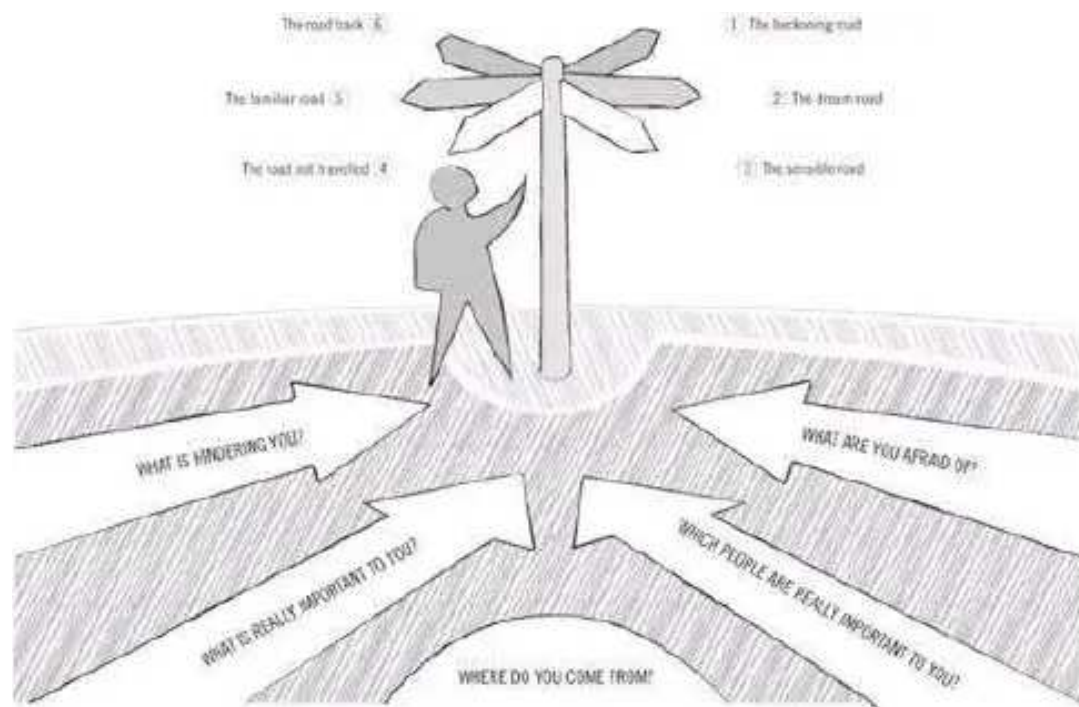 The road back 6
1 The beckoning road
The familiar road 5
2 The dream road
The road not travelled 4
3 The sensible road
WHAT IS HINDERING YOU?
WHAT ARE YOU AFRAID OF?
WHAT IS REALLY IMPORTANT TO YOU?
WHICH PEOPLE ARE REALLY IMPORTANT TO YOU?
WHERE DO YOU COME FROM?